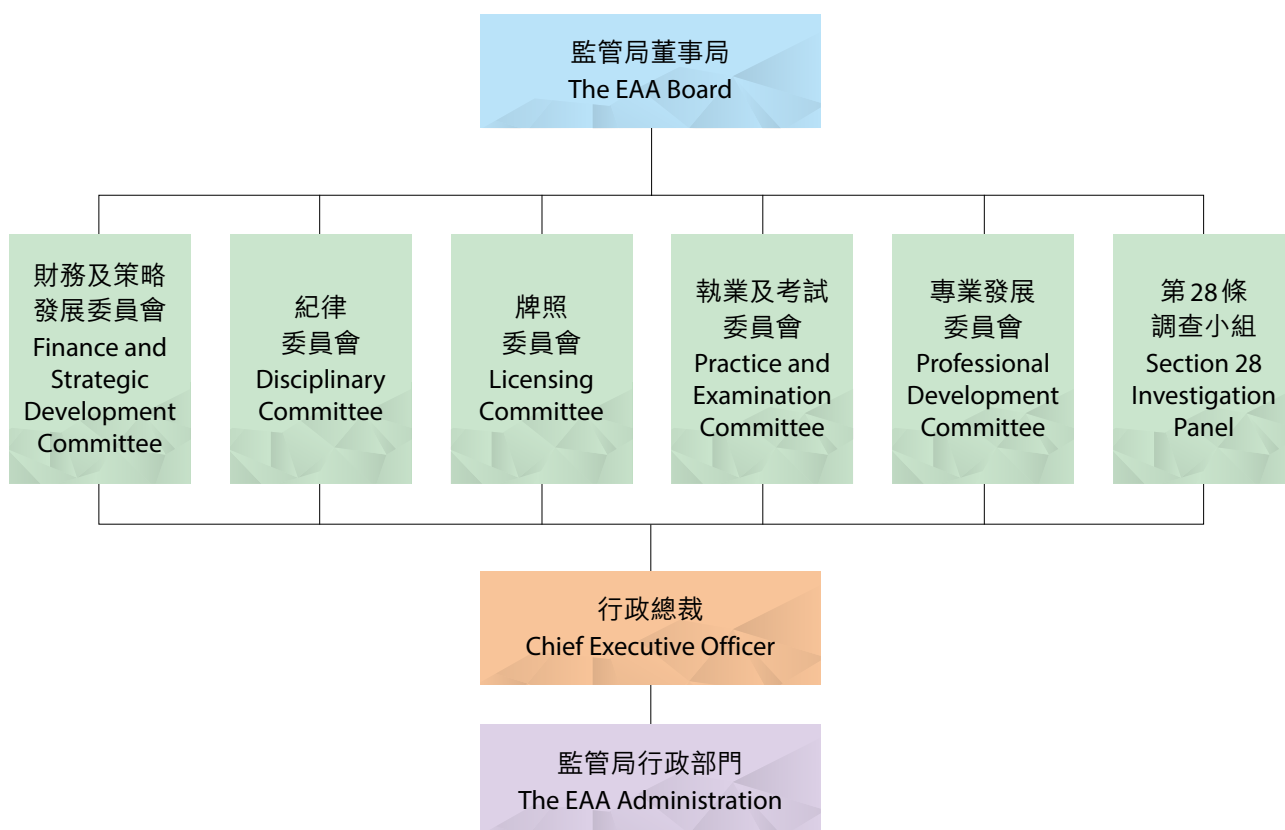 監管局董事局
The EAA Board
財務及策略
發展委員會
Finance and
Strategic
Development
Committee
紀律
委員會
Disciplinary
Committee
牌照
委員會
Licensing
Committee
執業及考試
委員會
Practice and
Examination
Committee
專業發展
委員會
Professional
Development
Committee
第28條
調查小組
Section 28
Investigation
Panel
行政總裁
Chief Executive Officer
監管局行政部門
The EAA Administration